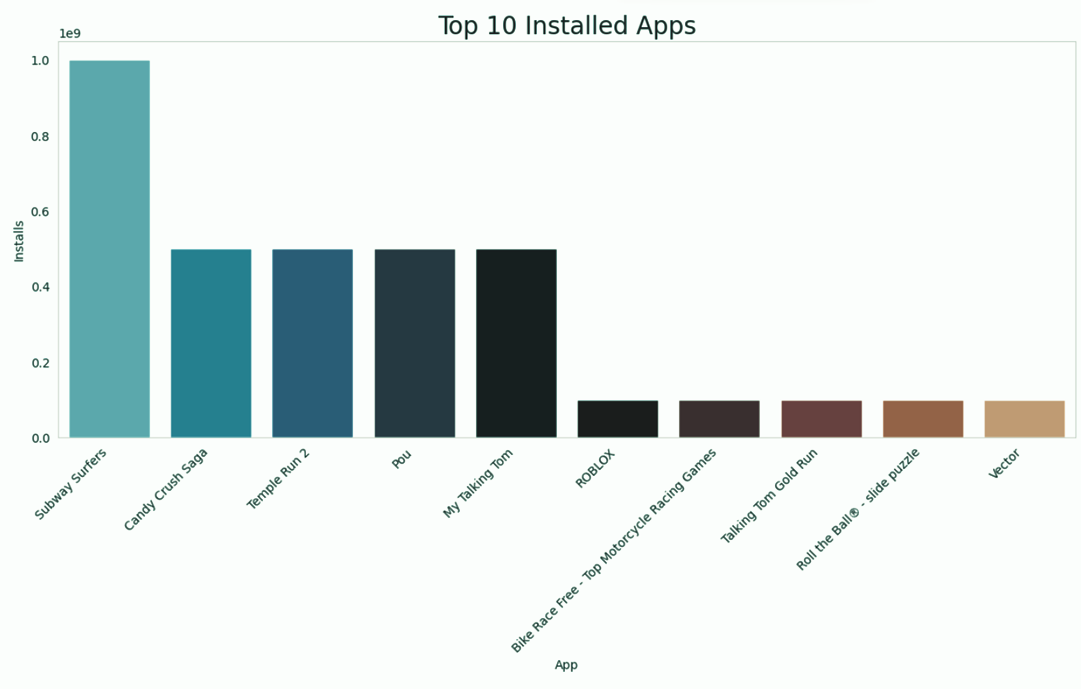 Top 10 Installed Apps
1e9
1.0
0.8
0.6
0.4
0.2
0.0
Installs
Subway Surfers
Candy Crush Saga
Temple Run 2
Pou
My Talking Tom
ROBLOX
Bike Race Free - Top Motorcycle Racing Games
Talking Tom Gold Run
Roll the Ball® - slide puzzle
Vector
App